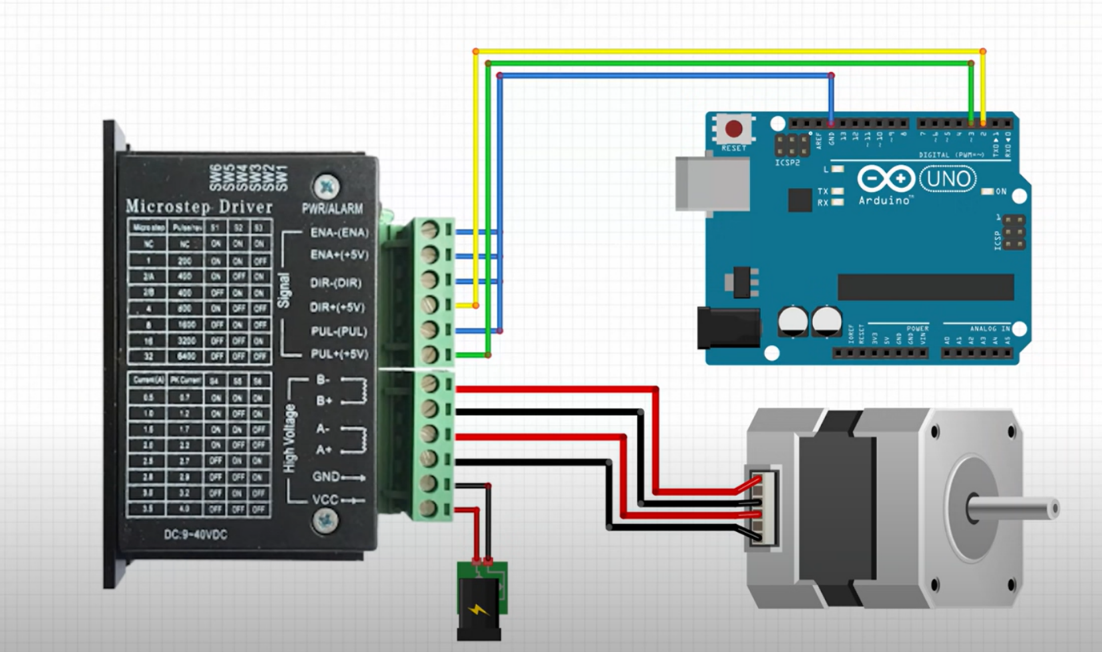 SW6
SW5
SW4
SW3
SW2
SW1
Microstep Driver
PWR/ALARM
Micro step Pulse/rev S1 S2 S3
NC NC ON ON ON
1 200 ON ON OFF
2/A 400 ON OFF ON
2/B 400 OFF ON ON
4 800 ON OFF OFF
8 1600 OFF ON OFF
16 3200 OFF OFF ON
32 6400 OFF OFF OFF
Signal
ENA-(ENA)
ENA+(+5V)
DIR-(DIR)
DIR+(+5V)
PUL-(PUL)
PUL+(+5V)
Current(A) PK Current S4 S5 S6
0.5 0.7 ON ON ON
1.0 1.2 ON OFF ON
1.5 1.7 ON ON OFF
2.0 2.2 ON OFF OFF
2.5 2.7 OFF ON ON
2.8 2.9 OFF OFF ON
3.0 3.2 OFF ON OFF
3.5 4.0 OFF OFF OFF
High Voltage
B-
B+
A-
A+
GND
VCC
DC:9~40VDC
RESET
ICSP2
AREF
GND
13
12
~11
~10
~9
8
7
~6
~5
4
~3
2
TX0▶1
RX0◀0
DIGITAL (PWM~)
L
TX
RX
UNO
Arduino™
ON
ICSP
1
IOREF
RESET
3V3
5V
GND
GND
VIN
POWER
ANALOG IN
A0
A1
A2
A3
A4
A5